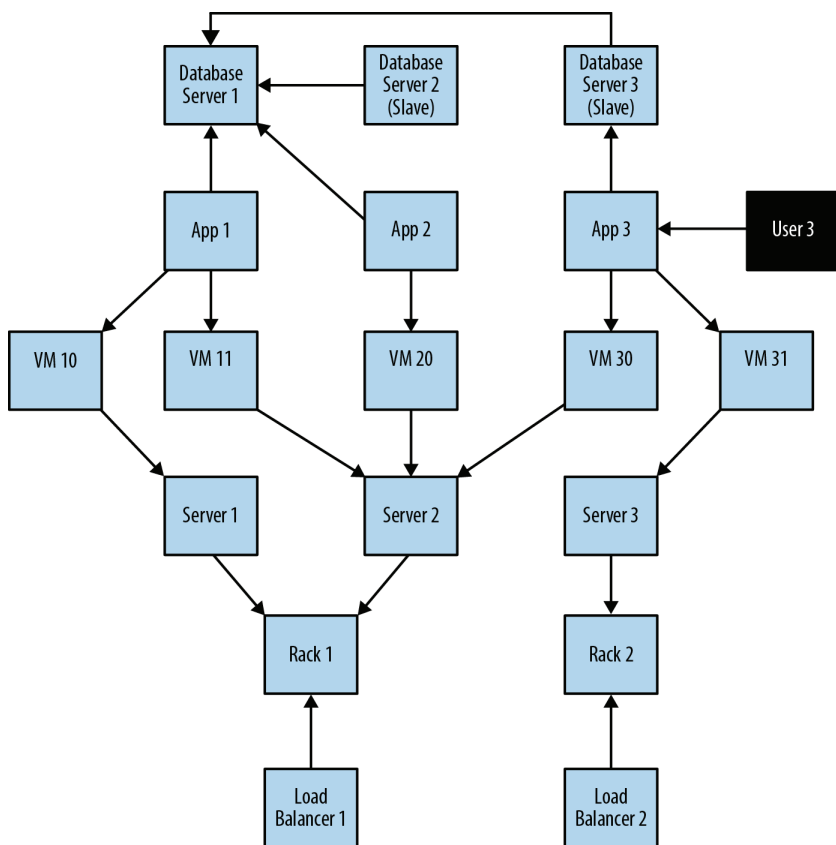 Database
Server 1
Database
Server 2
(Slave)
Database
Server 3
(Slave)
App 1
App 2
App 3
User 3
VM 10
VM 11
VM 20
VM 30
VM 31
Server 1
Server 2
Server 3
Rack 1
Rack 2
Load
Balancer 1
Load
Balancer 2